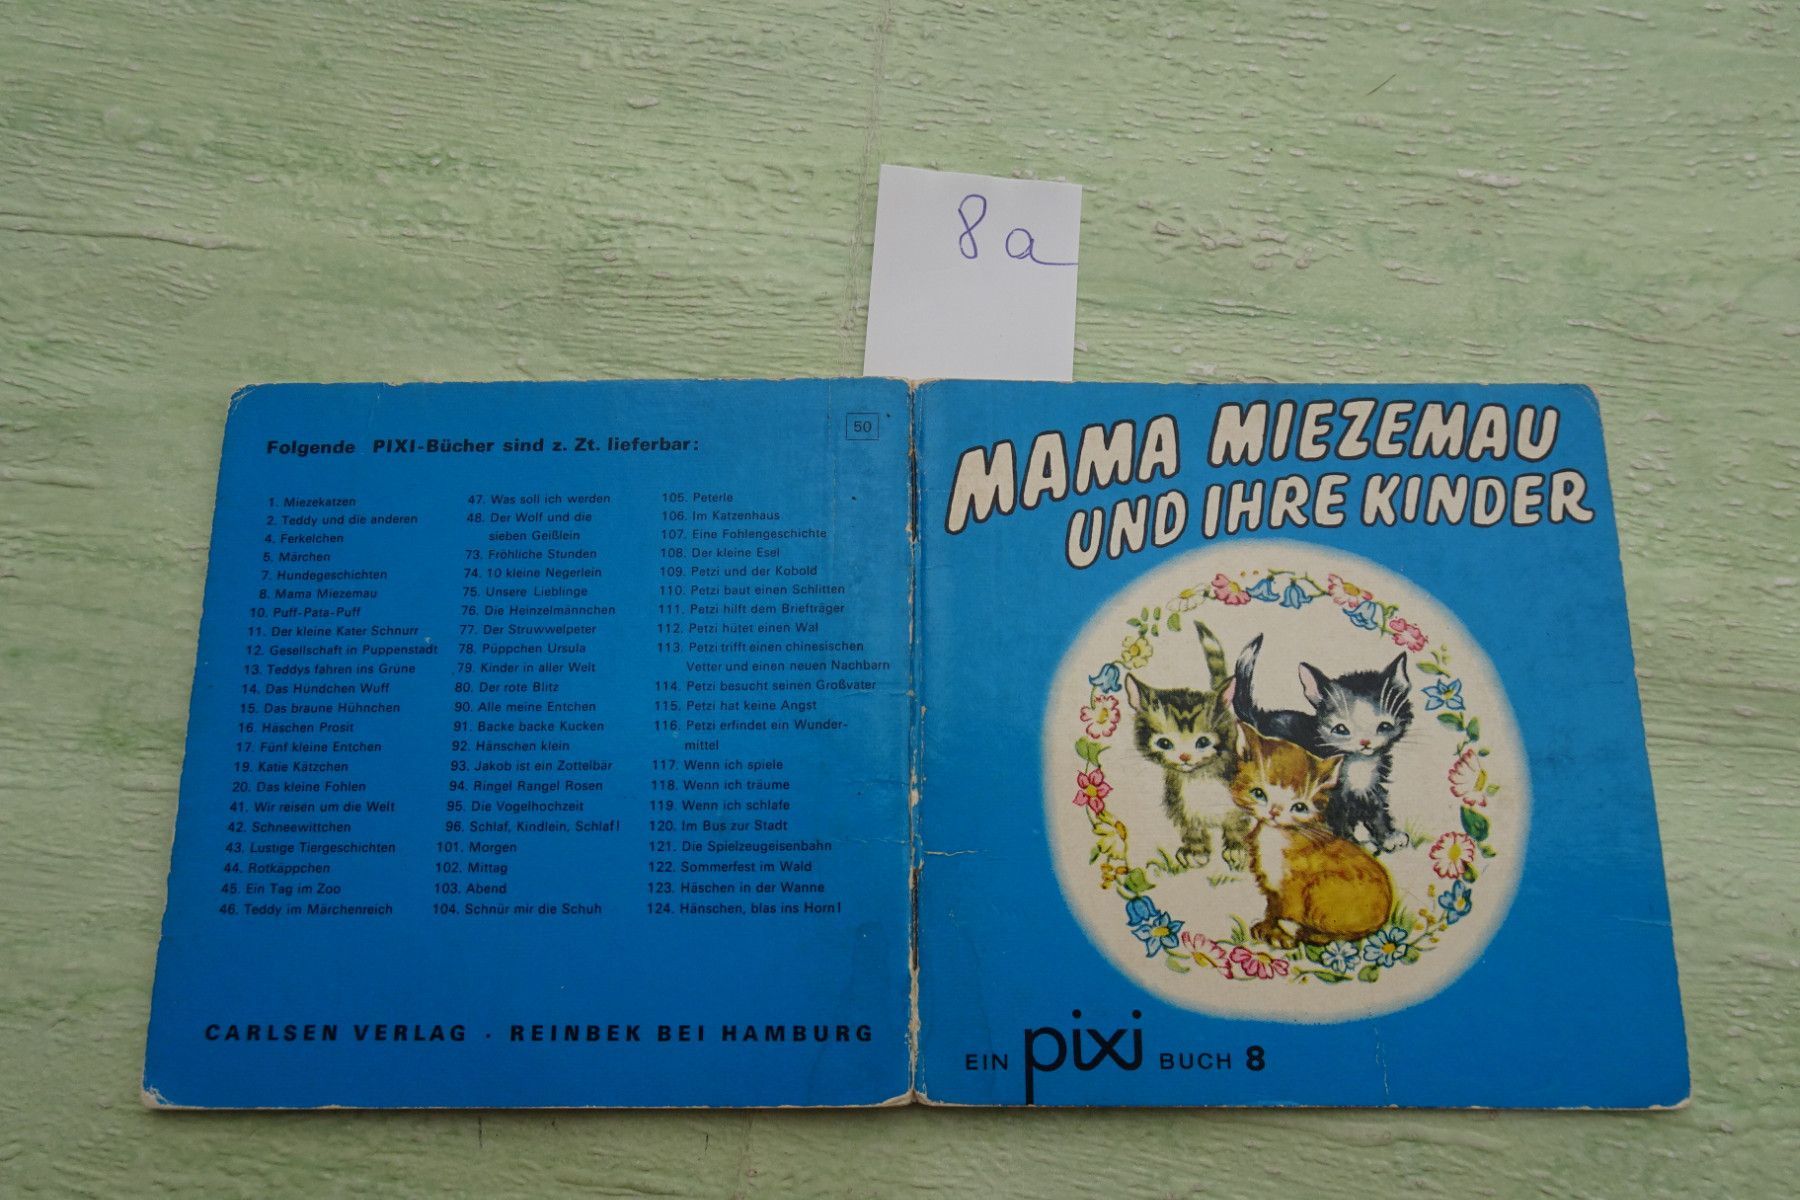 8a
50
Folgende PIXI-Bücher sind z. Zt. lieferbar:
1. Miezekatzen
2. Teddy und die anderen
4. Ferkelchen
5. Märchen
7. Hundegeschichten
8. Mama Miezemau
10. Puff-Pata-Puff
11. Der kleine Kater Schnurr
12. Gesellschaft in Puppenstadt
13. Teddys fahren ins Grüne
14. Das Hündchen Wuff
15. Das braune Hühnchen
16. Häschen Prosit
17. Fünf kleine Entchen
19. Katie Kätzchen
20. Das kleine Fohlen
41. Wir reisen um die Welt
42. Schneewittchen
43. Lustige Tiergeschichten
44. Rotkäppchen
45. Ein Tag im Zoo
46. Teddy im Märchenreich
47. Was soll ich werden
48. Der Wolf und die
sieben Geißlein
73. Fröhliche Stunden
74. 10 kleine Negerlein
75. Unsere Lieblinge
76. Die Heinzelmännchen
77. Der Struwwelpeter
78. Püppchen Ursula
79. Kinder in aller Welt
80. Der rote Blitz
90. Alle meine Entchen
91. Backe backe Kucken
92. Hänschen klein
93. Jakob ist ein Zottelbär
94. Ringel Rangel Rosen
95. Die Vogelhochzeit
96. Schlaf, Kindlein, Schlaf!
101. Morgen
102. Mittag
103. Abend
104. Schnür mir die Schuh
105. Peterle
106. Im Katzenhaus
107. Eine Fohlengeschichte
108. Der kleine Esel
109. Petzi und der Kobold
110. Petzi baut einen Schlitten
111. Petzi hilft dem Briefträger
112. Petzi hütet einen Wal
113. Petzi trifft einen chinesischen
Vetter und einen neuen Nachbarn
114. Petzi besucht seinen Großvater
115. Petzi hat keine Angst
116. Petzi erfindet ein Wunder-
mittel
117. Wenn ich spiele
118. Wenn ich träume
119. Wenn ich schlafe
120. Im Bus zur Stadt
121. Die Spielzeugeisenbahn
122. Sommerfest im Wald
123. Häschen in der Wanne
124. Hänschen, blas ins Horn!
CARLSEN VERLAG · REINBEK BEI HAMBURG
MAMA MIEZEMAU
UND IHRE KINDER
EIN pixi BUCH 8